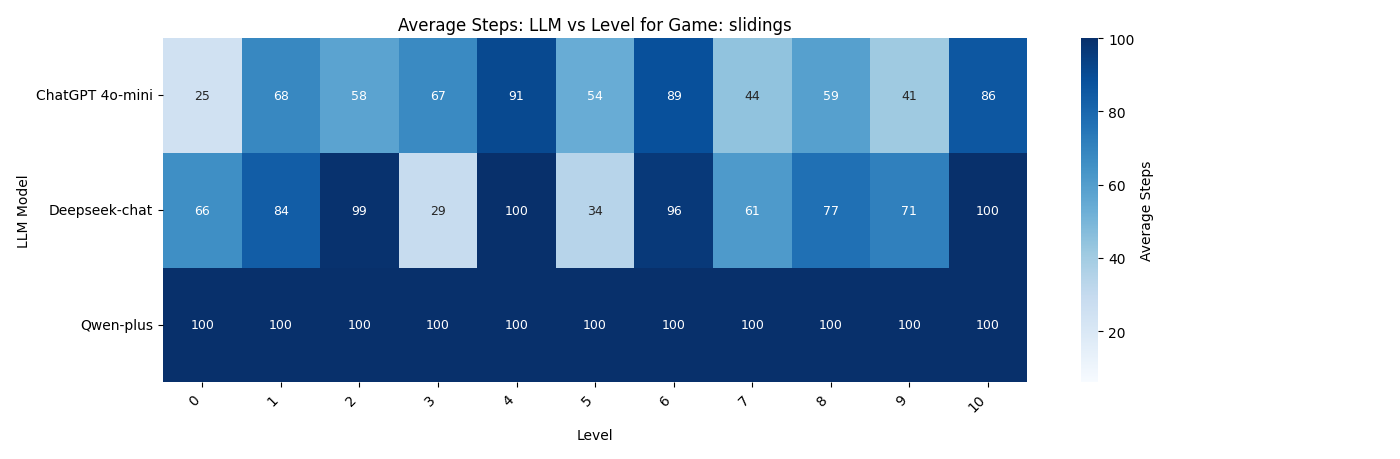 Average Steps: LLM vs Level for Game: slidings
LLM Model
ChatGPT 4o-mini 25 68 58 67 91 54 89 44 59 41 86
Deepseek-chat 66 84 99 29 100 34 96 61 77 71 100
Qwen-plus 100 100 100 100 100 100 100 100 100 100 100
0 1 2 3 4 5 6 7 8 9 10
Level
100
80
60
40
20
Average Steps